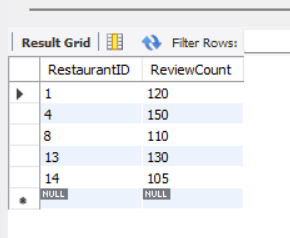 Result Grid Filter Rows:
RestaurantID ReviewCount
1 120
4 150
8 110
13 130
14 105
NULL NULL